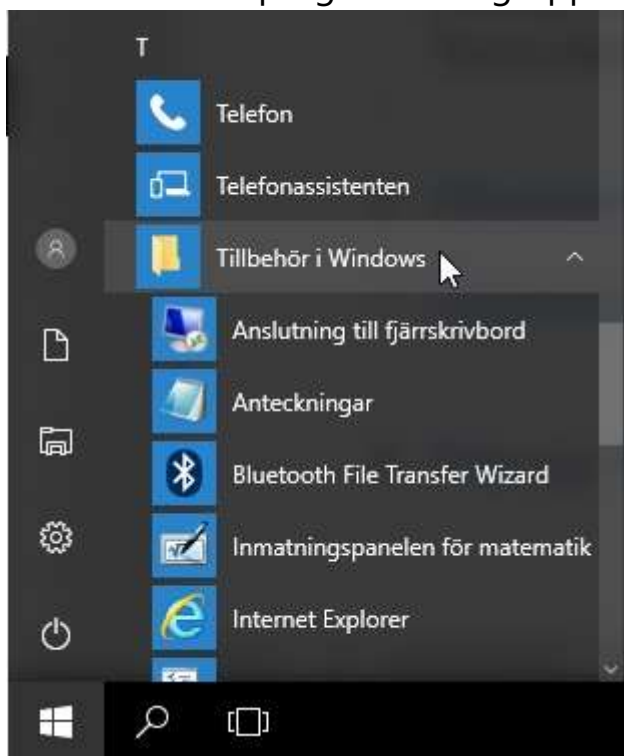 T
Telefon
Telefonassistenten
Tillbehör i Windows
Anslutning till fjärrskrivbord
Anteckningar
Bluetooth File Transfer Wizard
Inmatningspanelen för matematik
Internet Explorer